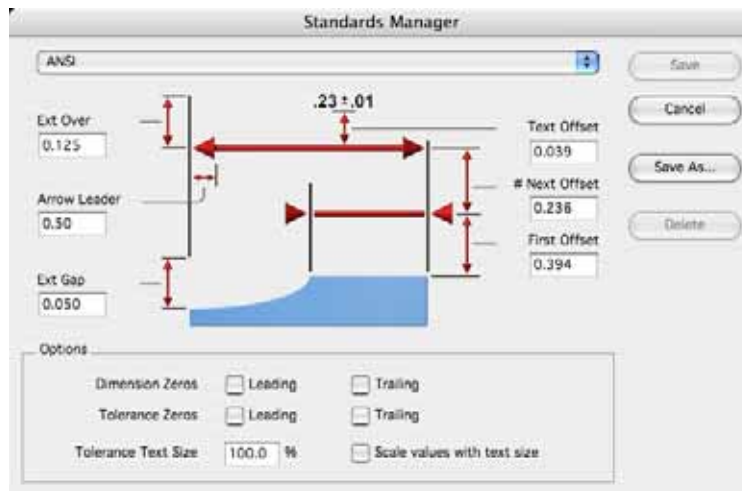 Standards Manager
ANSI
Save
Cancel
Save As...
Delete
.23 ± .01
Ext Over
0.125
Text Offset
0.039
# Next Offset
0.236
Arrow Leader
0.50
First Offset
0.394
Ext Gap
0.050
Options
Dimension Zeros Leading Trailing
Tolerance Zeros Leading Trailing
Tolerance Text Size 100.0 % Scale values with text size